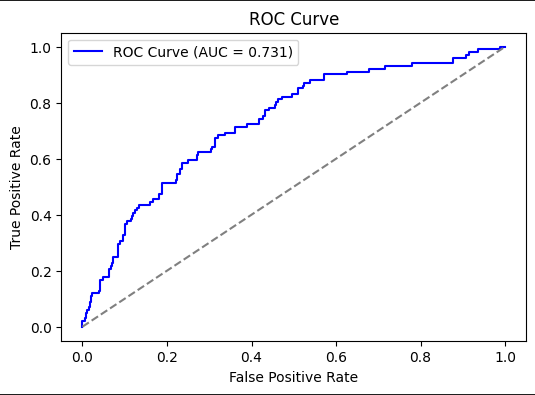 ROC Curve
ROC Curve (AUC = 0.731)
True Positive Rate
1.0
0.8
0.6
0.4
0.2
0.0
0.0 0.2 0.4 0.6 0.8 1.0
False Positive Rate